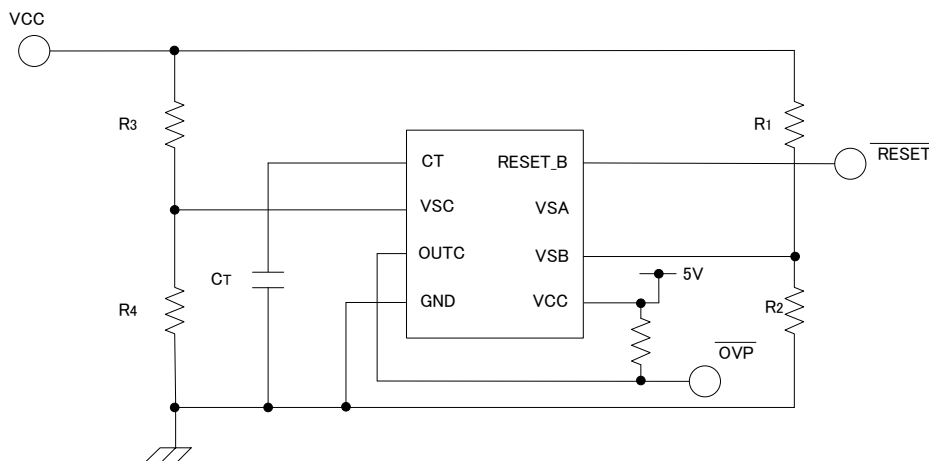 VCC
R3
R1
CT
RESET_B
RESET
VSC
VSA
OUTC
VSB
CT
5V
R4
GND
VCC
R2
OVP